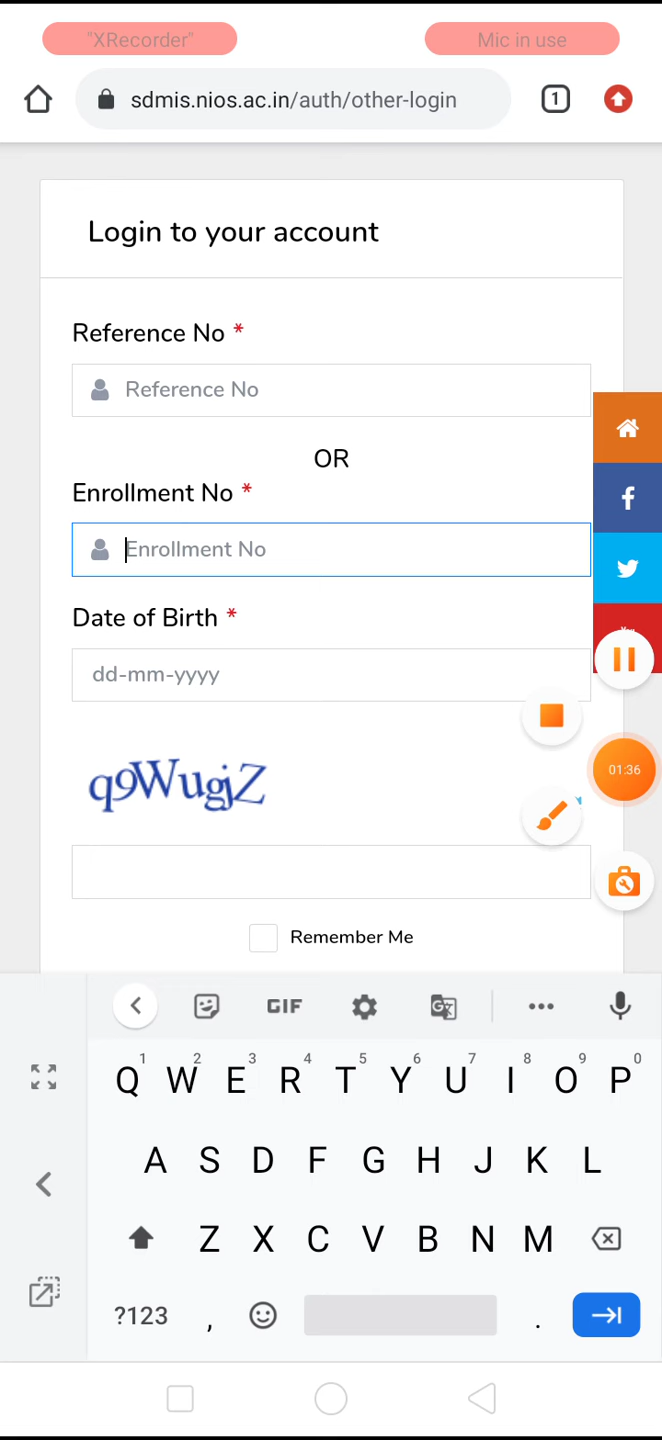 "XRecorder" Mic in use
sdmis.nios.ac.in/auth/other-login 1
Login to your account
Reference No *
Reference No
OR
Enrollment No *
Enrollment No
Date of Birth *
dd-mm-yyyy
q9WugjZ
01:36
Remember Me
GIF
1 2 3 4 5 6 7 8 9 0
Q W E R T Y U I O P
A S D F G H J K L
Z X C V B N M
?123 , .